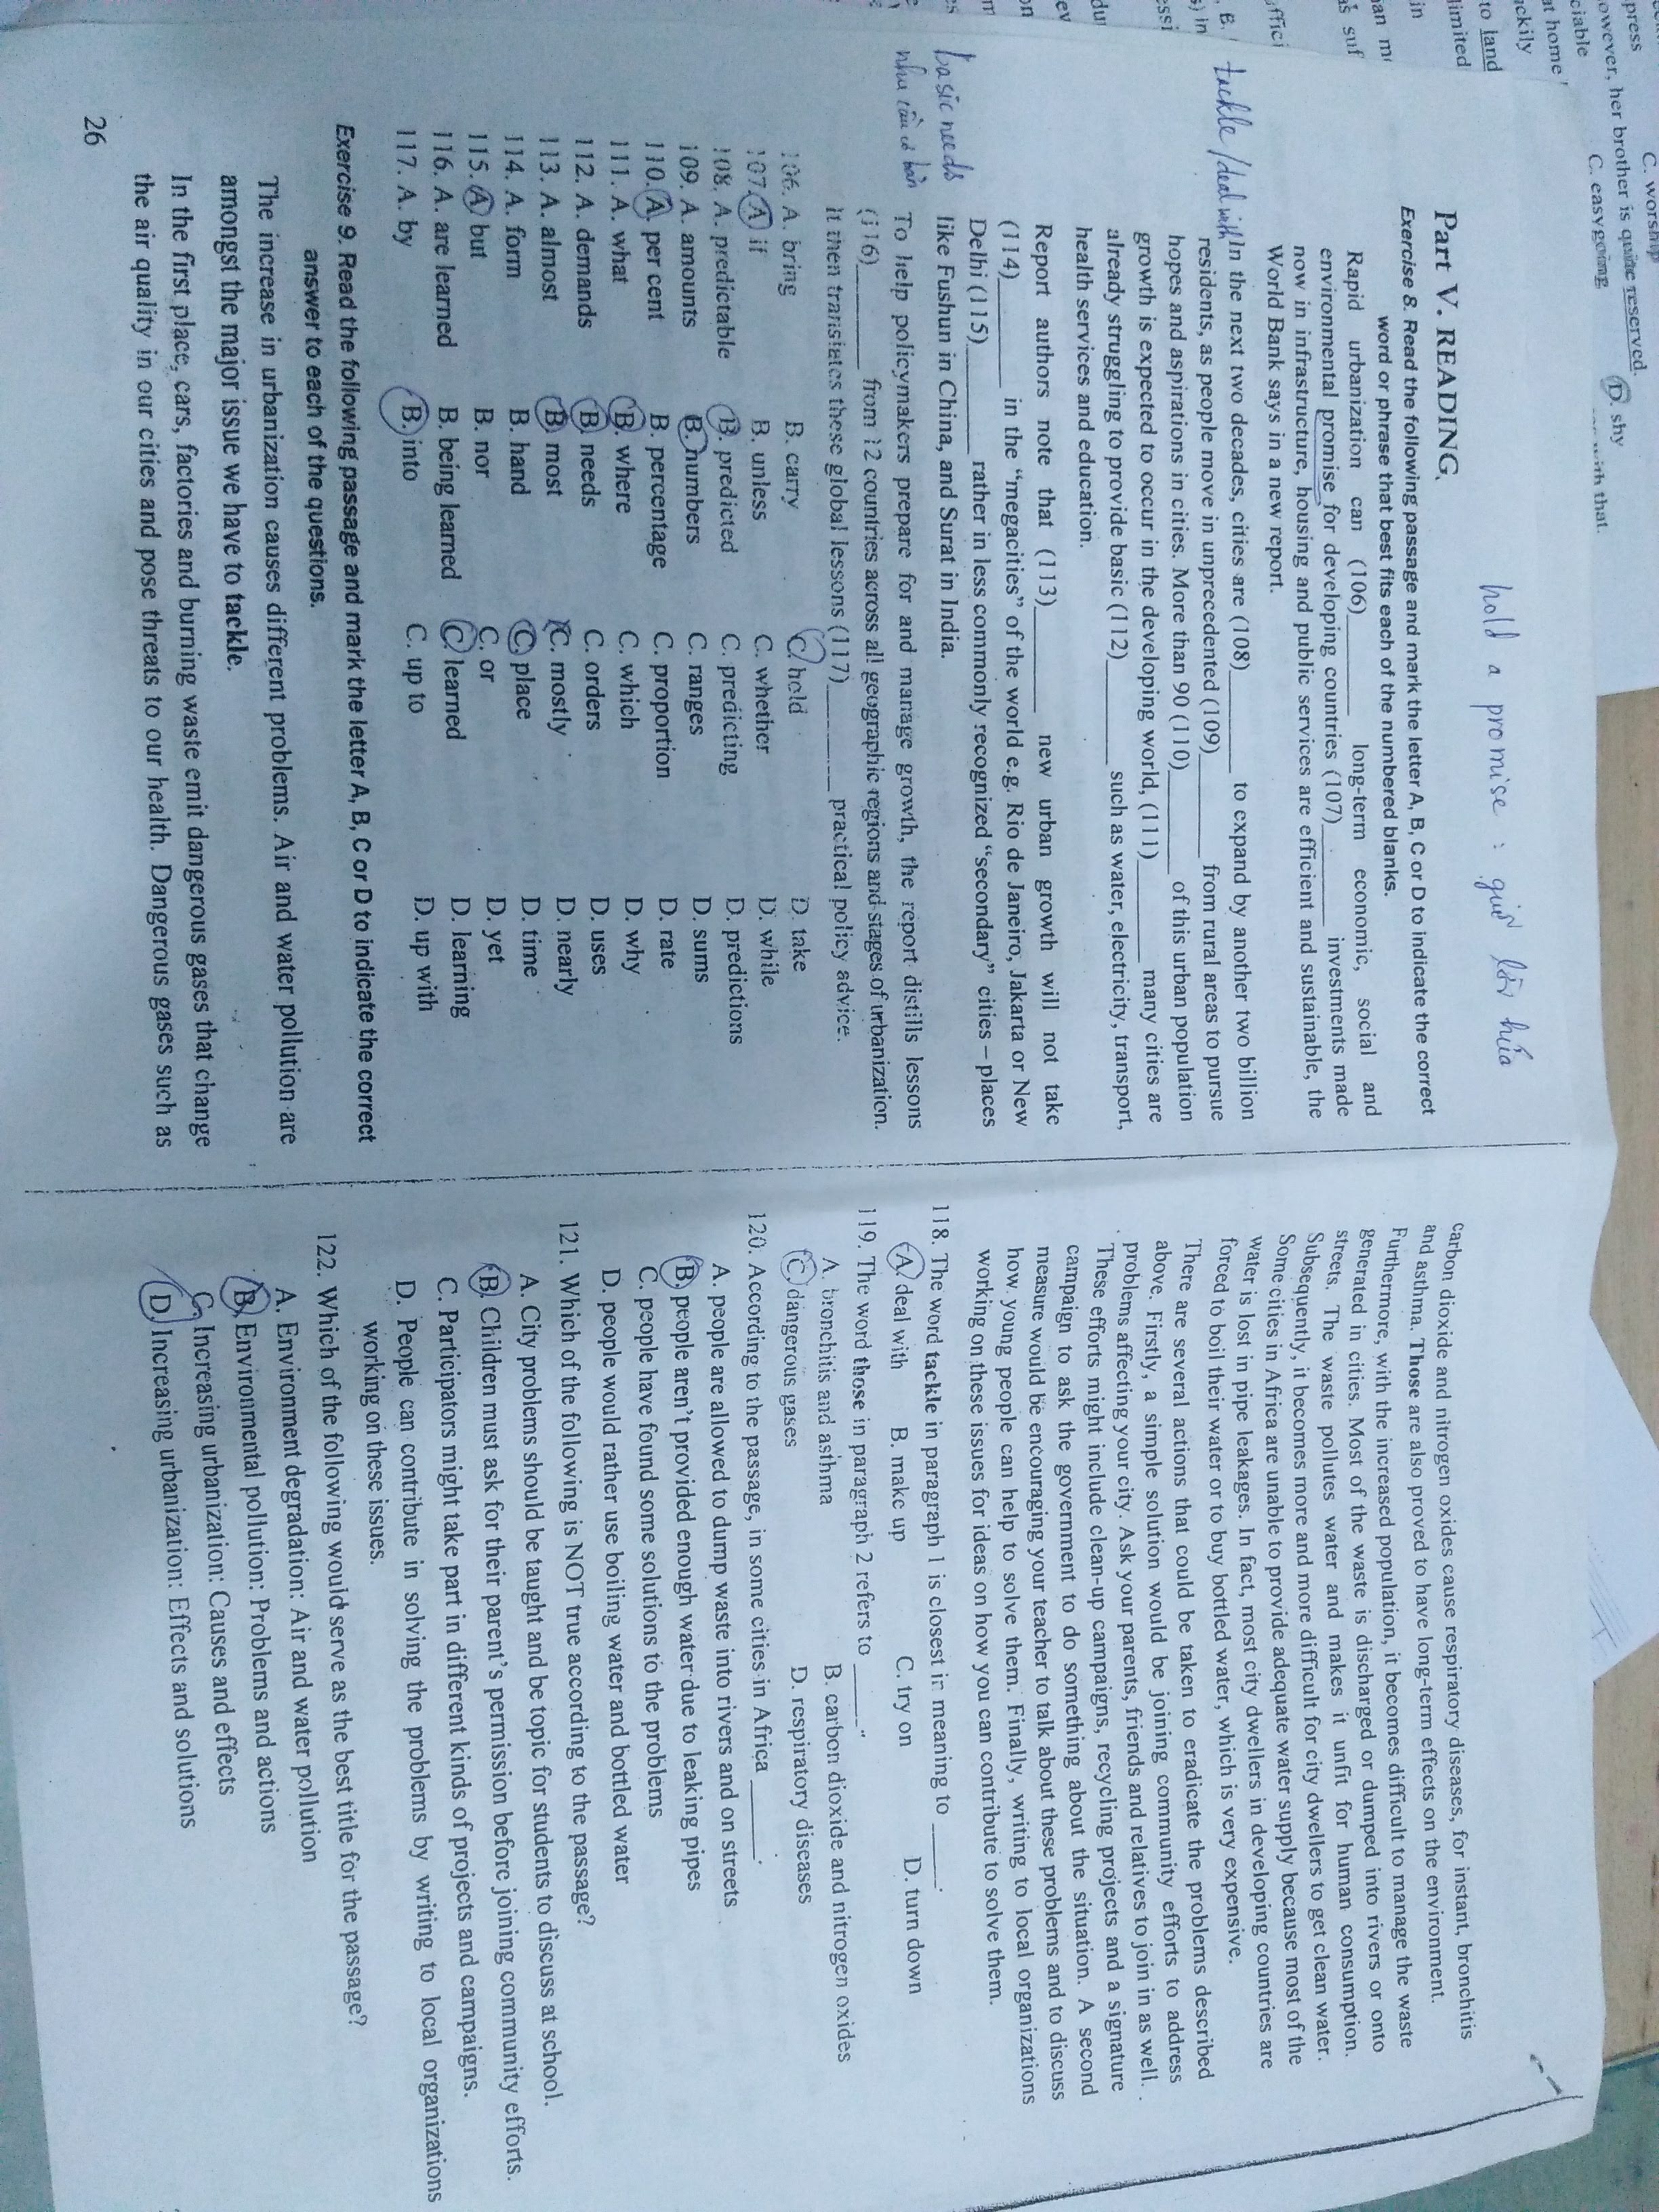 C. worship
press
owever, her brother is quite reserved.
C. easygoing
D. shy
ciable
with that.
at home
ckily
to land
limited
in
an
as suf
ffici
B.
s) in
essi
dur
ev
on
hold a promise : giữ lời hứa
Part V. READING
Exercise 8. Read the following passage and mark the letter A, B, C or D to indicate the correct
word or phrase that best fits each of the numbered blanks.
Rapid urbanization can (106)______ long-term economic, social and
environmental promise for developing countries (107)______ investments made
now in infrastructure, housing and public services are efficient and sustainable, the
World Bank says in a new report.
tackle/deal with
In the next two decades, cities are (108)______ to expand by another two billion
residents, as people move in unprecedented (109)______ from rural areas to pursue
hopes and aspirations in cities. More than 90 (110)______ of this urban population
growth is expected to occur in the developing world, (111)______ many cities are
already struggling to provide basic (112)______ such as water, electricity, transport,
health services and education.
Report authors note that (113)______ new urban growth will not take
(114)______ in the “megacities” of the world e.g. Rio de Janeiro, Jakarta or New
Delhi (115)______ rather in less commonly recognized “secondary” cities – places
like Fushun in China, and Surat in India.
basic needs
nhu cầu cơ bản
To help policymakers prepare for and manage growth, the report distills lessons
(116)______ from 12 countries across all geographic regions and stages of urbanization.
It then translates these global lessons (117)______ practical policy advice.
106. A. bring B. carry C. hold D. take
107. A. if B. unless C. whether D. while
108. A. predictable B. predicted C. predicting D. predictions
109. A. amounts B. numbers C. ranges D. sums
110. A. per cent B. percentage C. proportion D. rate
111. A. what B. where C. which D. why
112. A. demands B. needs C. orders D. uses
113. A. almost B. most C. mostly D. nearly
114. A. form B. hand C. place D. time
115. A. but B. nor C. or D. yet
116. A. are learned B. being learned C. learned D. learning
117. A. by B. into C. up to D. up with
Exercise 9. Read the following passage and mark the letter A, B, C or D to indicate the correct
answer to each of the questions.
The increase in urbanization causes different problems. Air and water pollution are
amongst the major issue we have to tackle.
In the first place, cars, factories and burning waste emit dangerous gases that change
the air quality in our cities and pose threats to our health. Dangerous gases such as
26
carbon dioxide and nitrogen oxides cause respiratory diseases, for instant, bronchitis
and asthma. Those are also proved to have long-term effects on the environment.
Furthermore, with the increased population, it becomes difficult to manage the waste
generated in cities. Most of the waste is discharged or dumped into rivers or onto
streets. The waste pollutes water and makes it unfit for human consumption.
Subsequently, it becomes more and more difficult for city dwellers to get clean water.
Some cities in Africa are unable to provide adequate water supply because most of the
water is lost in pipe leakages. In fact, most city dwellers in developing countries are
forced to boil their water or to buy bottled water, which is very expensive.
There are several actions that could be taken to eradicate the problems described
above. Firstly, a simple solution would be joining community efforts to address
problems affecting your city. Ask your parents, friends and relatives to join in as well.
These efforts might include clean-up campaigns, recycling projects and a signature
campaign to ask the government to do something about the situation. A second
measure would be encouraging your teacher to talk about these problems and to discuss
how young people can help to solve them. Finally, writing to local organizations
working on these issues for ideas on how you can contribute to solve them.
118. The word tackle in paragraph 1 is closest in meaning to ______.
A. deal with B. make up C. try on D. turn down
119. The word those in paragraph 2 refers to ______."
A. bronchitis and asthma B. carbon dioxide and nitrogen oxides
C. dangerous gases D. respiratory diseases
120. According to the passage, in some cities in Africa ______.
A. people are allowed to dump waste into rivers and on streets
B. people aren't provided enough water due to leaking pipes
C. people have found some solutions to the problems
D. people would rather use boiling water and bottled water
121. Which of the following is NOT true according to the passage?
A. City problems should be taught and be topic for students to discuss at school.
B. Children must ask for their parent's permission before joining community efforts.
C. Participators might take part in different kinds of projects and campaigns.
D. People can contribute in solving the problems by writing to local organizations
working on these issues.
122. Which of the following would serve as the best title for the passage?
A. Environment degradation: Air and water pollution
B. Environmental pollution: Problems and actions
C. Increasing urbanization: Causes and effects
D. Increasing urbanization: Effects and solutions